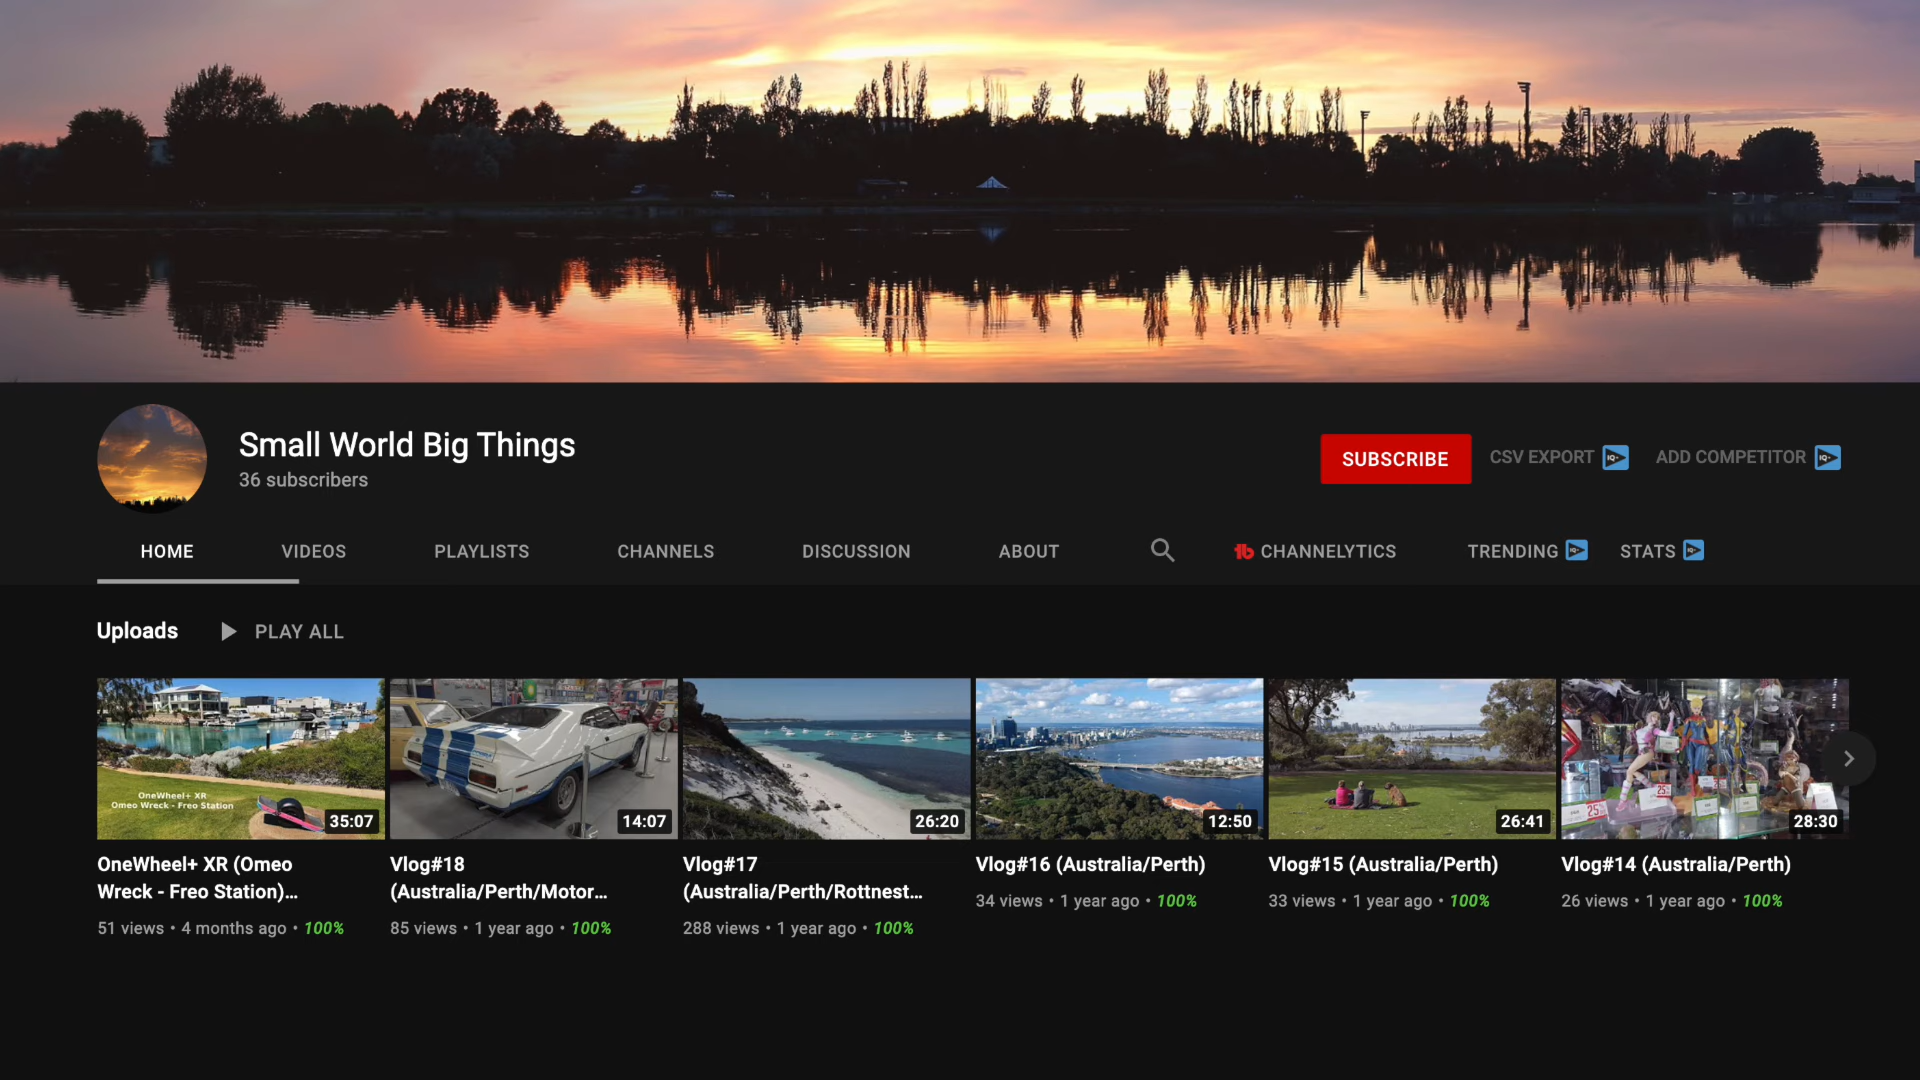 Small World Big Things
36 subscribers
SUBSCRIBE
CSV EXPORT
ADD COMPETITOR
HOME
VIDEOS
PLAYLISTS
CHANNELS
DISCUSSION
ABOUT
CHANNELYTICS
TRENDING
STATS
Uploads
PLAY ALL
OneWheel+ XR
Omeo Wreck - Freo Station
35:07
14:07
26:20
12:50
26:41
25%
25%
28:30
OneWheel+ XR (Omeo
Wreck - Freo Station)...
51 views • 4 months ago • 100%
Vlog#18
(Australia/Perth/Motor...
85 views • 1 year ago • 100%
Vlog#17
(Australia/Perth/Rottnest...
288 views • 1 year ago • 100%
Vlog#16 (Australia/Perth)
34 views • 1 year ago • 100%
Vlog#15 (Australia/Perth)
33 views • 1 year ago • 100%
Vlog#14 (Australia/Perth)
26 views • 1 year ago • 100%